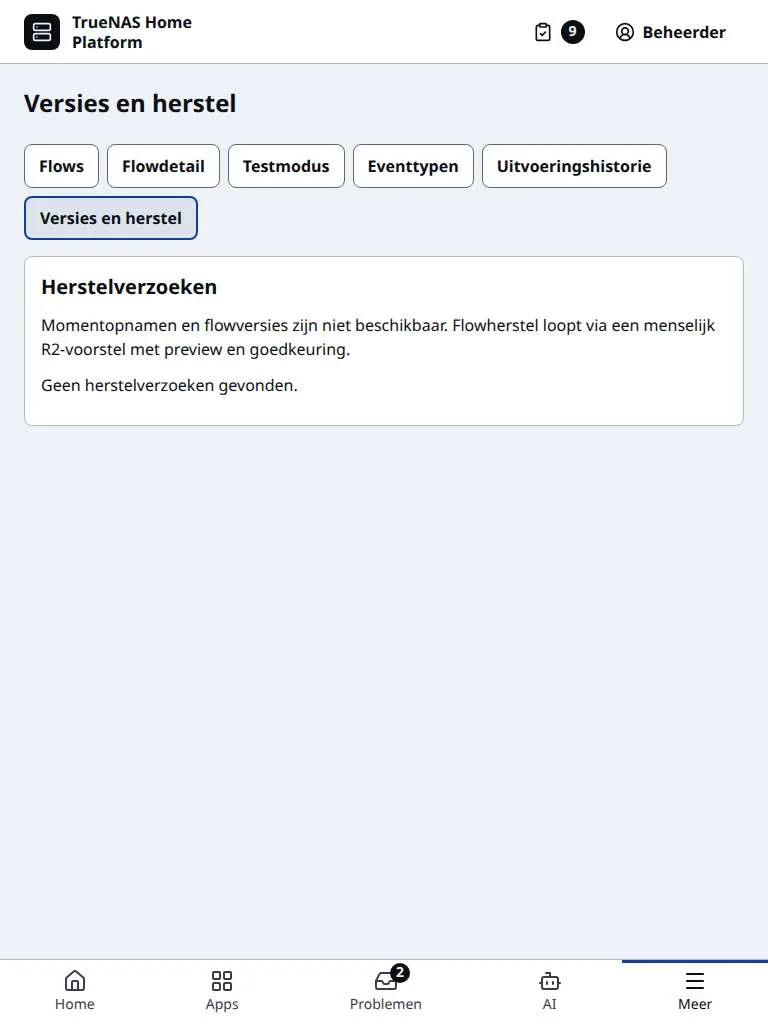 TrueNAS Home
Platform
9
Beheerder
Versies en herstel
Flows
Flowdetail
Testmodus
Eventtypen
Uitvoeringshistorie
Versies en herstel
Herstelverzoeken
Momentopnamen en flowversies zijn niet beschikbaar. Flowherstel loopt via een menselijk
R2-voorstel met preview en goedkeuring.
Geen herstelverzoeken gevonden.
Home
Apps
2
Problemen
AI
Meer